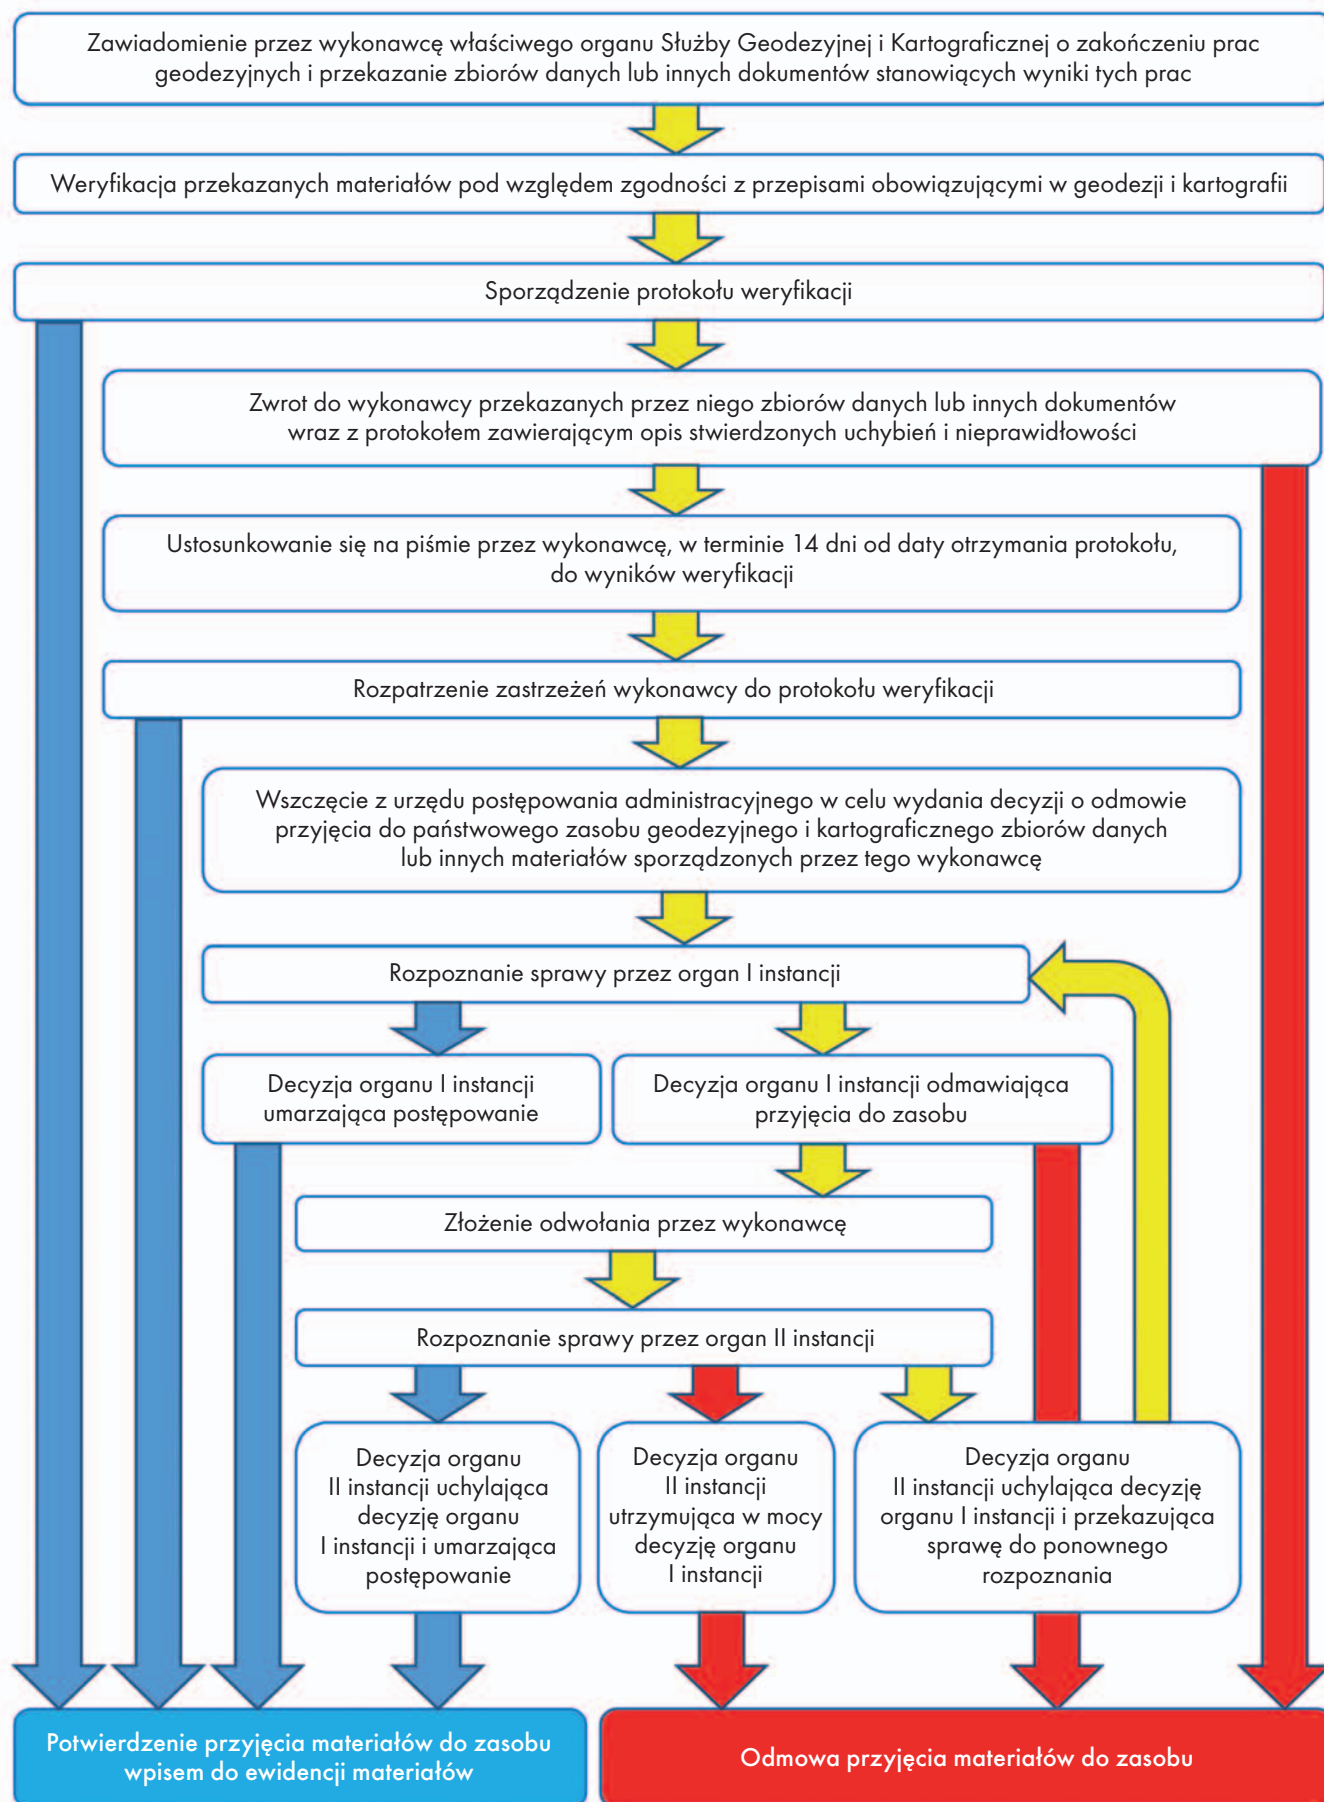 Zawiadomienie przez wykonawcę właściwego organu Służby Geodezyjnej i Kartograficznej o zakończeniu prac
geodezyjnych i przekazanie zbiorów danych lub innych dokumentów stanowiących wyniki tych prac
Weryfikacja przekazanych materiałów pod względem zgodności z przepisami obowiązującymi w geodezji i kartografii
Sporządzenie protokołu weryfikacji
Zwrot do wykonawcy przekazanych przez niego zbiorów danych lub innych dokumentów
wraz z protokołem zawierającym opis stwierdzonych uchybień i nieprawidłowości
Ustosunkowanie się na piśmie przez wykonawcę, w terminie 14 dni od daty otrzymania protokołu,
do wyników weryfikacji
Rozpatrzenie zastrzeżeń wykonawcy do protokołu weryfikacji
Wszczęcie z urzędu postępowania administracyjnego w celu wydania decyzji o odmowie
przyjęcia do państwowego zasobu geodezyjnego i kartograficznego zbiorów danych
lub innych materiałów sporządzonych przez tego wykonawcę
Rozpoznanie sprawy przez organ I instancji
Decyzja organu I instancji
umarzająca postępowanie
Decyzja organu I instancji odmawiająca
przyjęcia do zasobu
Złożenie odwołania przez wykonawcę
Rozpoznanie sprawy przez organ II instancji
Decyzja organu
II instancji uchylająca
decyzję organu
I instancji i umarzająca
postępowanie
Decyzja organu
II instancji
utrzymująca w mocy
decyzję organu
I instancji
Decyzja organu
II instancji uchylająca decyzję
organu I instancji i przekazująca
sprawę do ponownego
rozpoznania
Potwierdzenie przyjęcia materiałów do zasobu
wpisem do ewidencji materiałów
Odmowa przyjęcia materiałów do zasobu